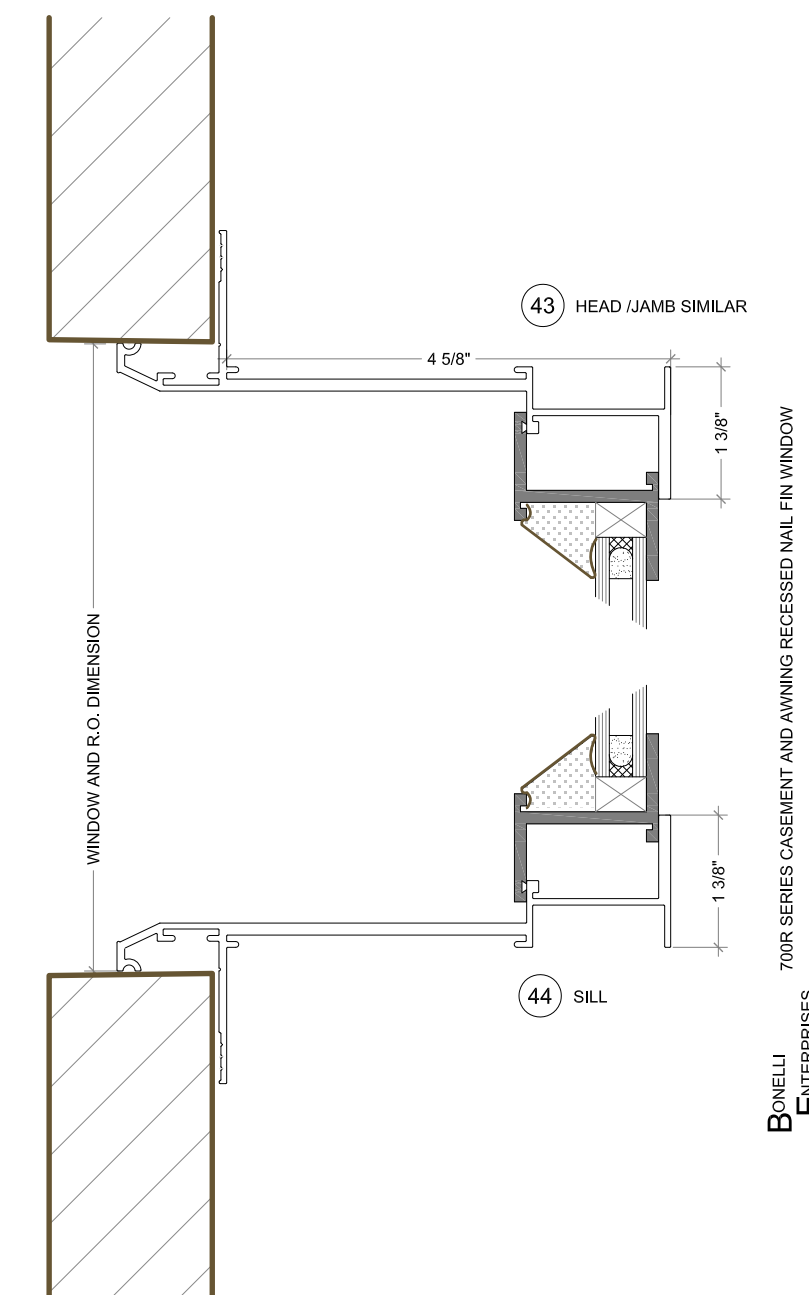 43 HEAD /JAMB SIMILAR
4 5/8"
1 3/8"
WINDOW AND R.O. DIMENSION
1 3/8"
44 SILL
700R SERIES CASEMENT AND AWNING RECESSED NAIL FIN WINDOW
BONELLI
ENTERPRISES